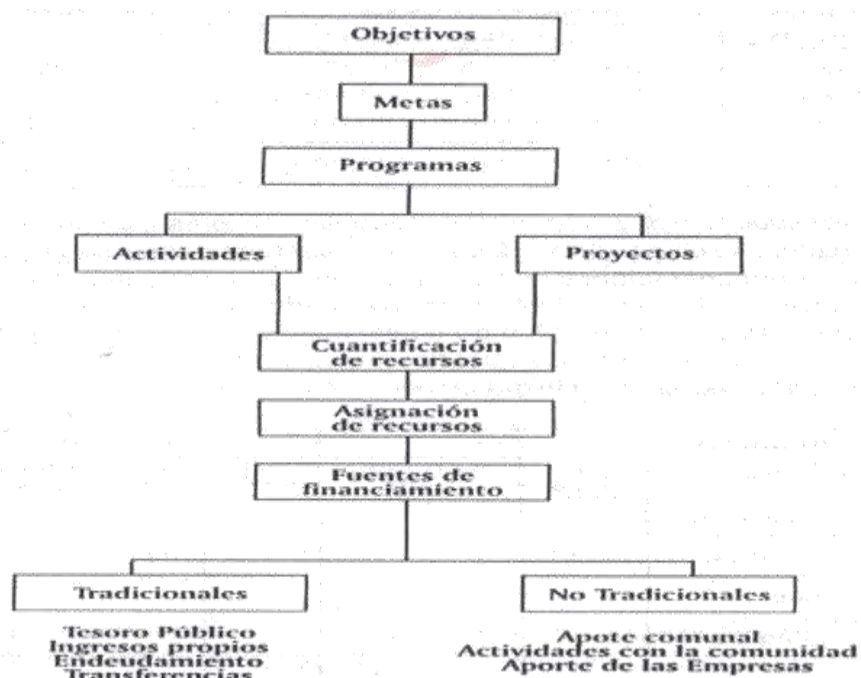 Objetivos
Metas
Programas
Actividades
Proyectos
Cuantificación
de recursos
Asignación
de recursos
Fuentes de
financiamiento
Tradicionales
No Tradicionales
Tesoro Público
Ingresos propios
Endeudamiento
Transferencias
Apote comunal
Actividades con la comunidad
Aporte de las Empresas